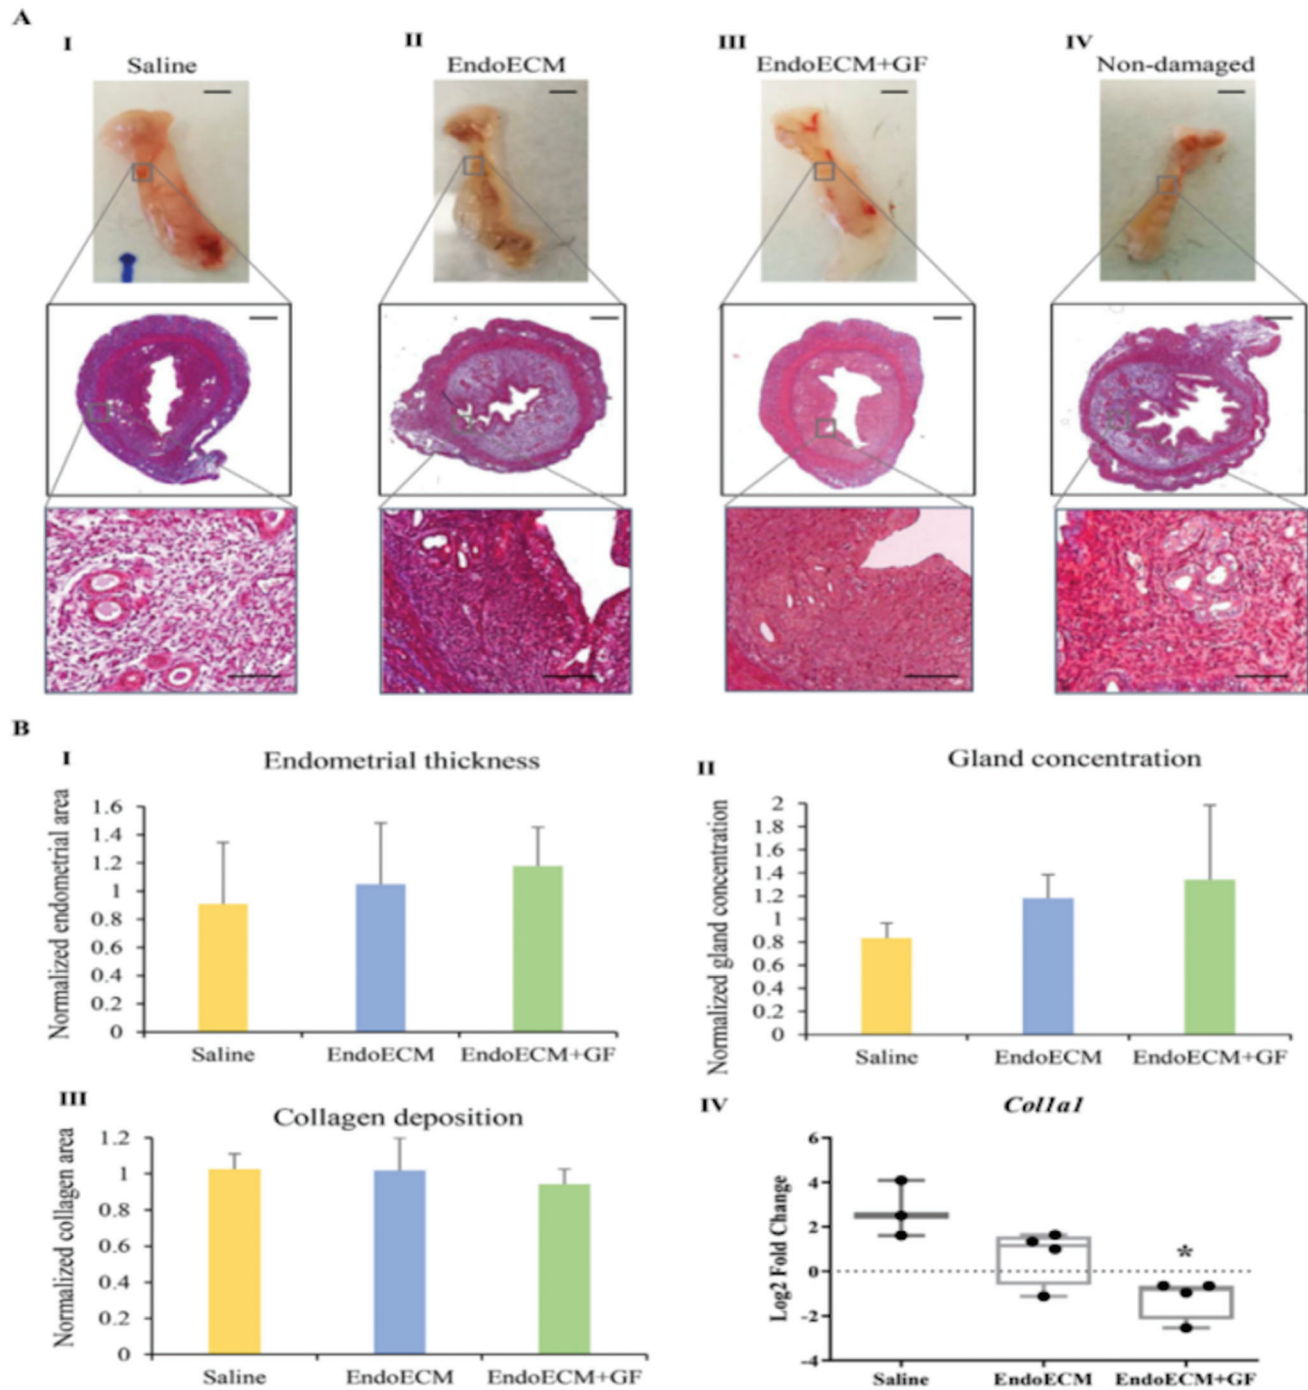 A
I
Saline
II
EndoECM
III
EndoECM+GF
IV
Non-damaged
B
I
Endometrial thickness
Normalized endometrial area
1.6
1.4
1.2
1
0.8
0.6
0.4
0.2
0
Saline EndoECM EndoECM+GF
II
Gland concentration
Normalized gland concentration
2
1.8
1.6
1.4
1.2
1
0.8
0.6
0.4
0.2
0
Saline EndoECM EndoECM+GF
III
Collagen deposition
Normalized collagen area
1.2
1
0.8
0.6
0.4
0.2
0
Saline EndoECM EndoECM+GF
IV
Col1a1
Log2 Fold Change
6
4
2
0
-2
-4
*
Saline EndoECM EndoECM+GF